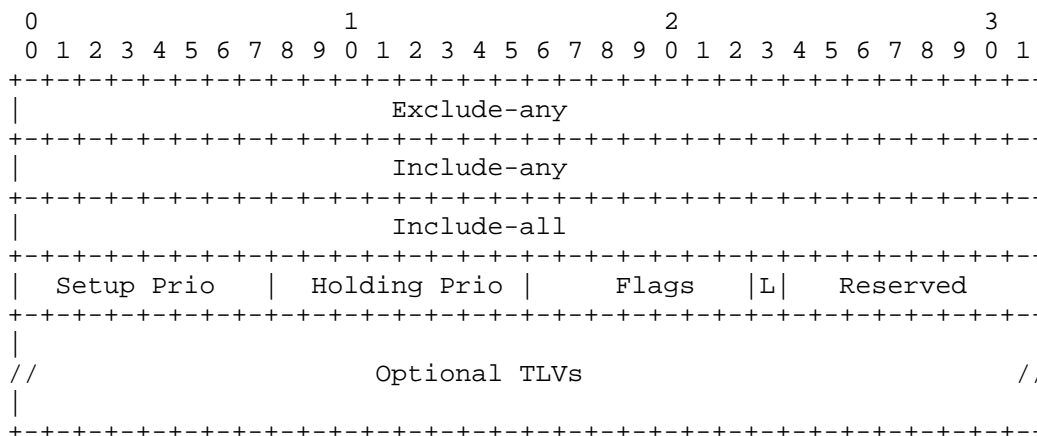 0                   1                   2                   3
 0 1 2 3 4 5 6 7 8 9 0 1 2 3 4 5 6 7 8 9 0 1 2 3 4 5 6 7 8 9 0 1
+-+-+-+-+-+-+-+-+-+-+-+-+-+-+-+-+-+-+-+-+-+-+-+-+-+-+-+-+-+-+-+-
|                       Exclude-any
+-+-+-+-+-+-+-+-+-+-+-+-+-+-+-+-+-+-+-+-+-+-+-+-+-+-+-+-+-+-+-+-
|                       Include-any
+-+-+-+-+-+-+-+-+-+-+-+-+-+-+-+-+-+-+-+-+-+-+-+-+-+-+-+-+-+-+-+-
|                       Include-all
+-+-+-+-+-+-+-+-+-+-+-+-+-+-+-+-+-+-+-+-+-+-+-+-+-+-+-+-+-+-+-+-
|  Setup Prio   |  Holding Prio |     Flags   |L|   Reserved
+-+-+-+-+-+-+-+-+-+-+-+-+-+-+-+-+-+-+-+-+-+-+-+-+-+-+-+-+-+-+-+-
|
//                     Optional TLVs                           //
|
+-+-+-+-+-+-+-+-+-+-+-+-+-+-+-+-+-+-+-+-+-+-+-+-+-+-+-+-+-+-+-+-